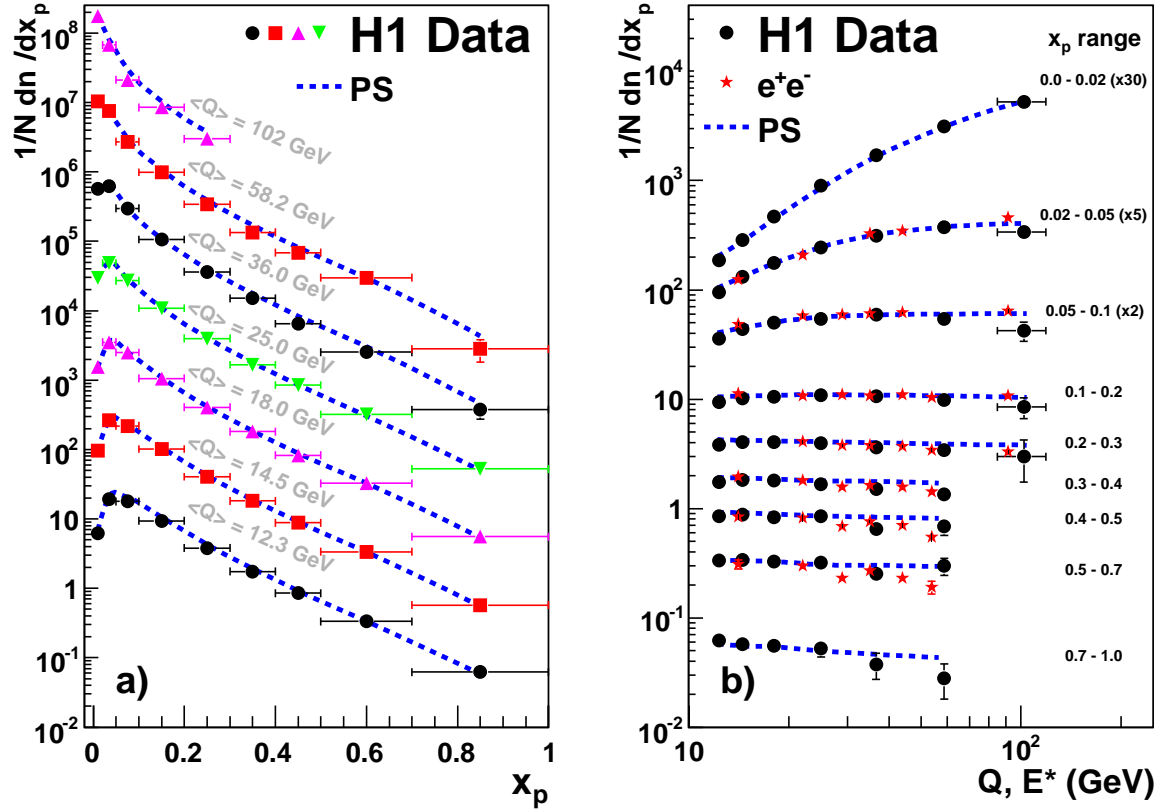 1/N dn /dx_p
10^8
10^7
10^6
10^5
10^4
10^3
10^2
10
1
10^-1
10^-2
H1 Data
PS
<Q> = 102 GeV
<Q> = 58.2 GeV
<Q> = 36.0 GeV
<Q> = 25.0 GeV
<Q> = 18.0 GeV
<Q> = 14.5 GeV
<Q> = 12.3 GeV
a)
0 0.2 0.4 0.6 0.8 1
x_p
1/N dn /dx_p
10^4
10^3
10^2
10
1
10^-1
10^-2
H1 Data
e^+e^-
PS
x_p range
0.0 - 0.02 (x30)
0.02 - 0.05 (x5)
0.05 - 0.1 (x2)
0.1 - 0.2
0.2 - 0.3
0.3 - 0.4
0.4 - 0.5
0.5 - 0.7
0.7 - 1.0
b)
10 10^2
Q, E* (GeV)